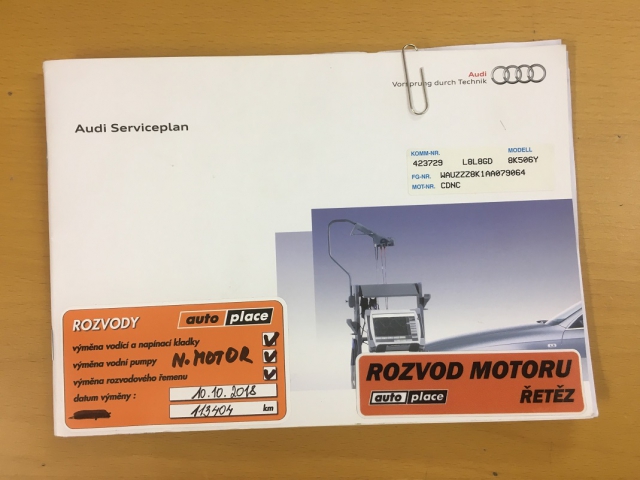 Audi
Vorsprung durch Technik
Audi Serviceplan
KOMM-NR. MODELL
423729 L8L8GD 8K506Y
FG-NR. WAUZZZ8K1AA079064
MOT-NR. CDNC
ROZVODY auto place
výměna vodící a napínací kladky
výměna vodní pumpy N.MOTOR
výměna rozvodového řemenu
datum výměny : 10.10.2018
113404 km
ROZVOD MOTORU
auto place ŘETĚZ